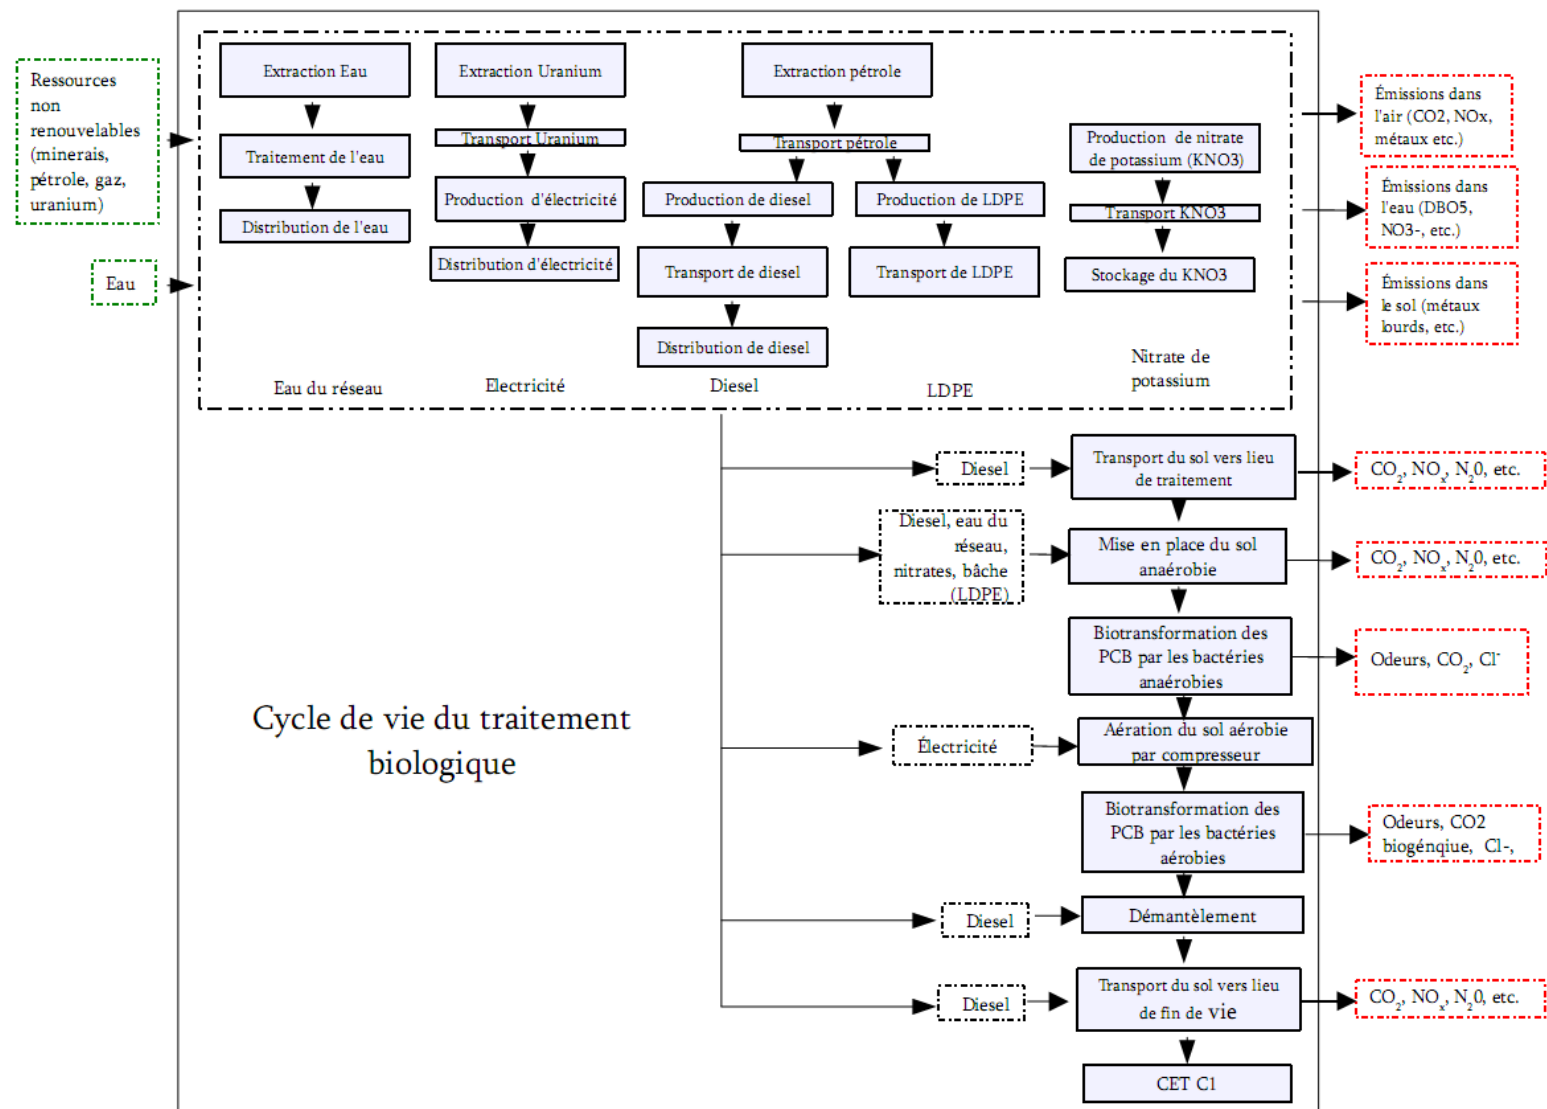 Ressources
non
renouvelables
(minerais,
pétrole, gaz,
uranium)
Eau
Extraction Eau
Traitement de l'eau
Distribution de l'eau
Eau du réseau
Extraction Uranium
Transport Uranium
Production d'électricité
Distribution d'électricité
Electricité
Extraction pétrole
Transport pétrole
Production de diesel
Transport de diesel
Distribution de diesel
Diesel
Production de LDPE
Transport de LDPE
LDPE
Production de nitrate
de potassium (KNO3)
Transport KNO3
Stockage du KNO3
Nitrate de
potassium
Émissions dans
l'air (CO2, NOx,
métaux etc.)
Émissions dans
l'eau (DBO5,
NO3-, etc.)
Émissions dans
le sol (métaux
lourds, etc.)
Cycle de vie du traitement
biologique
Diesel
Transport du sol vers lieu
de traitement
CO₂, NOₓ, N₂0, etc.
Diesel, eau du
réseau,
nitrates, bâche
(LDPE)
Mise en place du sol
anaérobie
CO₂, NOₓ, N₂0, etc.
Biotransformation des
PCB par les bactéries
anaérobies
Odeurs, CO₂, Cl⁻
Électricité
Aération du sol aérobie
par compresseur
Biotransformation des
PCB par les bactéries
aérobies
Odeurs, CO2
biogénqiue, Cl-,
Diesel
Démantèlement
Diesel
Transport du sol vers lieu
de fin de vie
CO₂, NOₓ, N₂0, etc.
CET C1